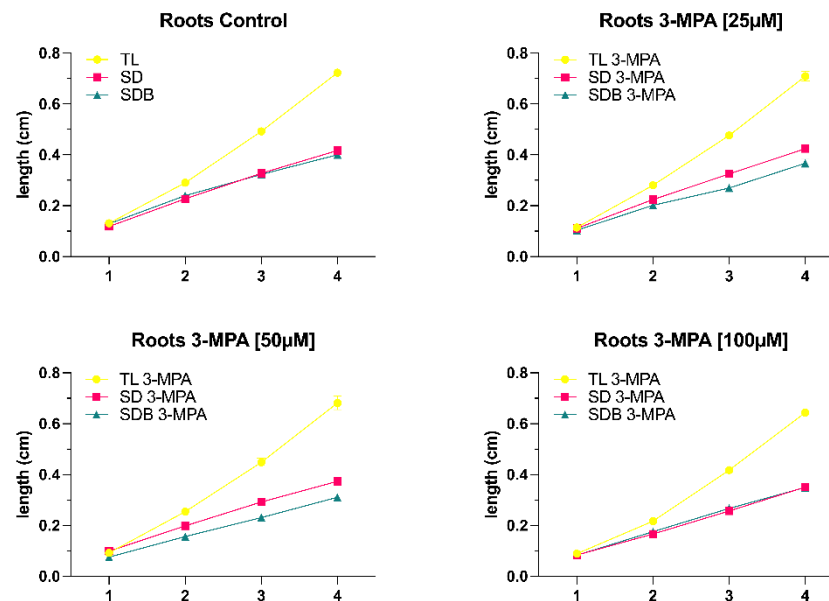 Roots Control
TL
SD
SDB
length (cm)
0.8
0.6
0.4
0.2
0.0
1 2 3 4
Roots 3-MPA [25µM]
TL 3-MPA
SD 3-MPA
SDB 3-MPA
length (cm)
0.8
0.6
0.4
0.2
0.0
1 2 3 4
Roots 3-MPA [50µM]
TL 3-MPA
SD 3-MPA
SDB 3-MPA
length (cm)
0.8
0.6
0.4
0.2
0.0
1 2 3 4
Roots 3-MPA [100µM]
TL 3-MPA
SD 3-MPA
SDB 3-MPA
length (cm)
0.8
0.6
0.4
0.2
0.0
1 2 3 4